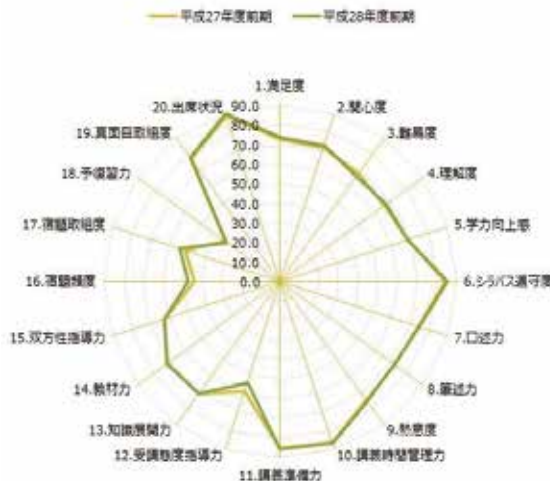 平成27年度前期 平成28年度前期
1.満足度
2.関心度
3.難易度
4.理解度
5.学力向上感
6.シラバス遵守度
7.口述力
8.筆述力
9.熱意度
10.講義時間管理力
11.講義準備力
12.受講態度指導力
13.知識展開力
14.教材力
15.双方性指導力
16.宿題頻度
17.宿題取組度
18.予復習力
19.真面目取組度
20.出席状況
90.0
80.0
70.0
60.0
50.0
40.0
30.0
20.0
10.0
0.0